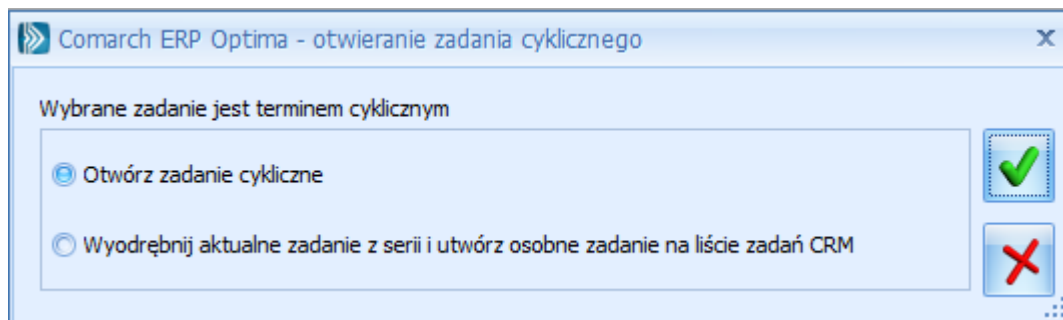 Comarch ERP Optima - otwieranie zadania cyklicznego
Wybrane zadanie jest terminem cyklicznym
Otwórz zadanie cykliczne
Wyodrębnij aktualne zadanie z serii i utwórz osobne zadanie na liście zadań CRM